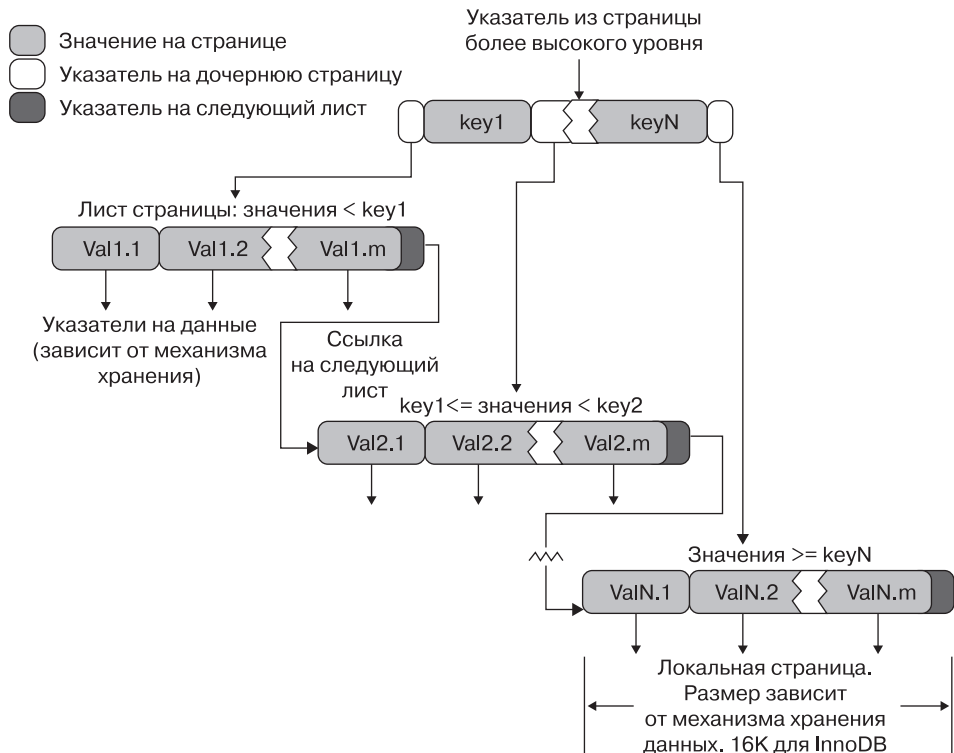 Указатель из страницы
более высокого уровня
Значение на странице
Указатель на дочернюю страницу
Указатель на следующий лист
key1
keyN
Лист страницы: значения < key1
Val1.1
Val1.2
Val1.m
Указатели на данные
(зависит от механизма
хранения)
Ссылка
на следующий
лист
key1<= значения < key2
Val2.1
Val2.2
Val2.m
Значения >= keyN
ValN.1
ValN.2
ValN.m
Локальная страница.
Размер зависит
от механизма хранения
данных. 16K для InnoDB